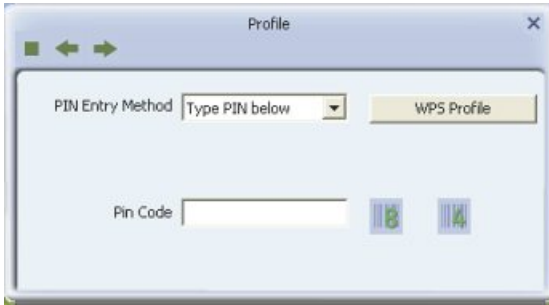 Profile
PIN Entry Method Type PIN below WPS Profile
Pin Code 8 4